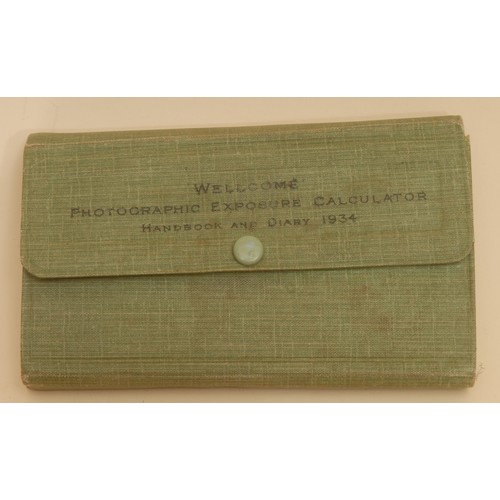 'WELLCOME'
PHOTOGRAPHIC EXPOSURE CALCULATOR
HANDBOOK AND DIARY 1934